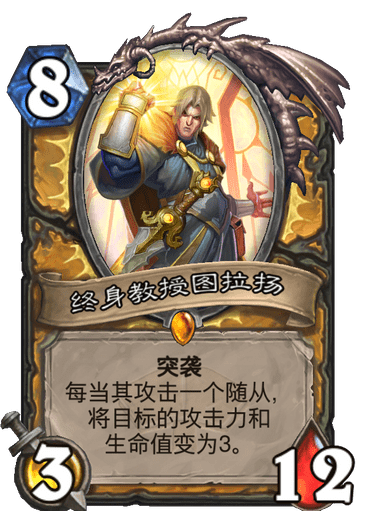 8
终身教授图拉扬
突袭
每当其攻击一个随从，
将目标的攻击力和
生命值变为3。
3
12